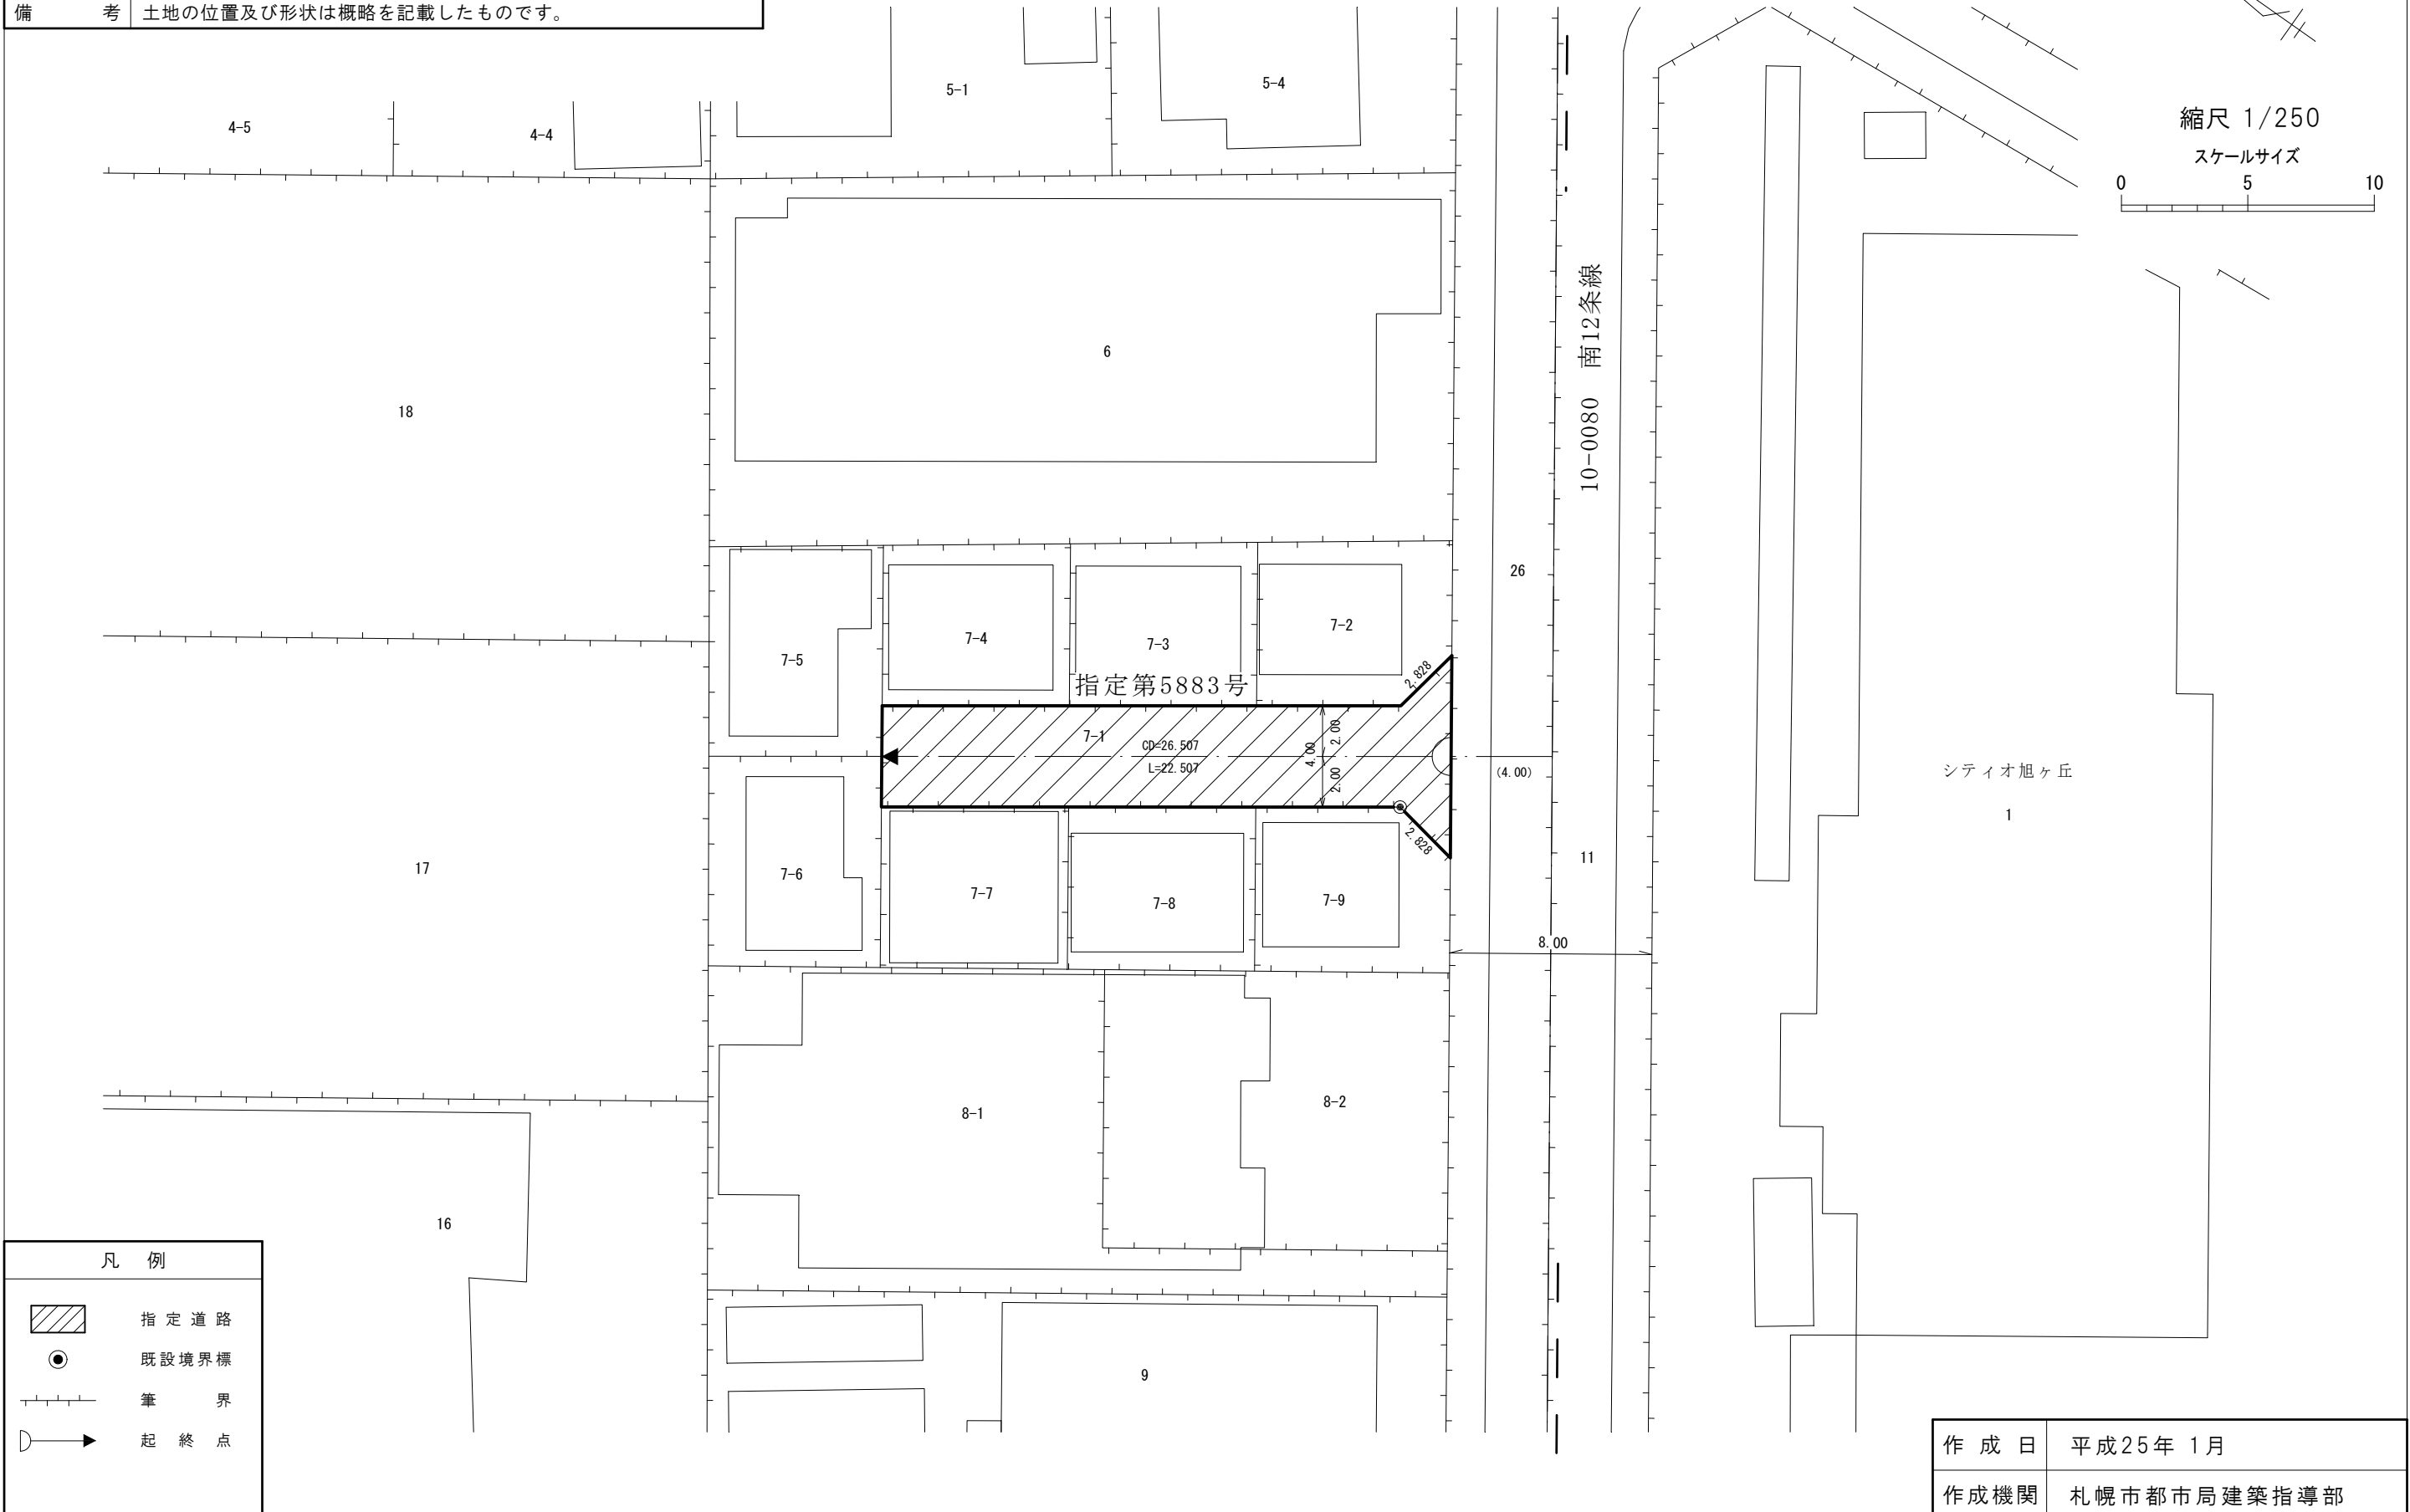 備考 土地の位置及び形状は概略を記載したものです。
縮尺 1/250
スケールサイズ
0 5 10
4-5
4-4
5-1
5-4
18
6
10-0080 南12条線
26
7-5
7-4
7-3
7-2
指定第5883号
2.828
7-1
CD=26.507
L=22.507
4.00
2.00
2.00
(4.00)
2.828
シティオ旭ヶ丘
1
17
7-6
7-7
7-8
7-9
11
8.00
8-1
8-2
16
9
凡例
指定道路
既設境界標
筆界
起終点
作成日 平成25年 1月
作成機関 札幌市都市局建築指導部